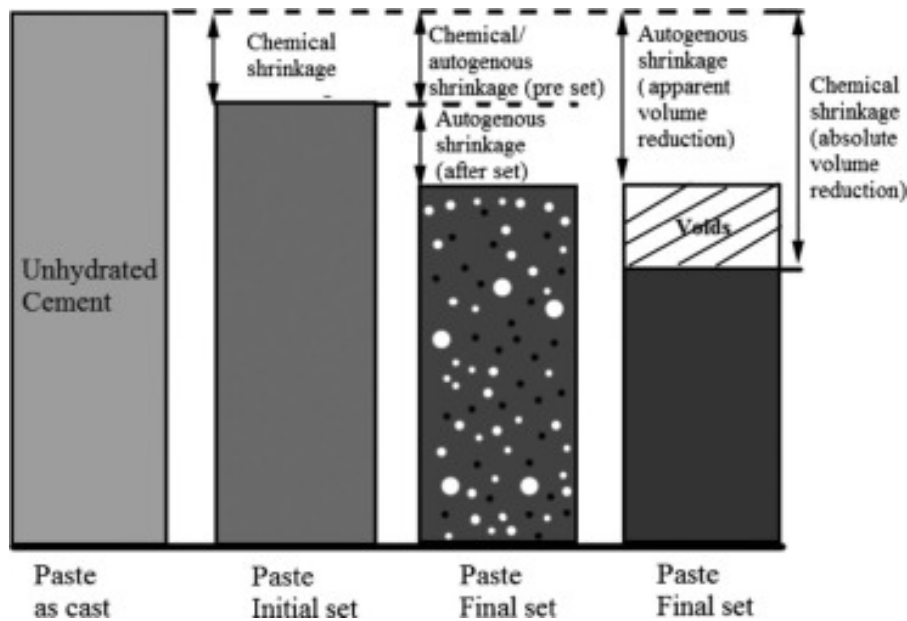 Chemical
shrinkage
Chemical/
autogenous
shrinkage (pre set)
Autogenous
shrinkage
(after set)
Autogenous
shrinkage
(apparent
volume
reduction)
Chemical
shrinkage
(absolute
volume
reduction)
Voids
Unhydrated
Cement
Paste
as cast
Paste
Initial set
Paste
Final set
Paste
Final set